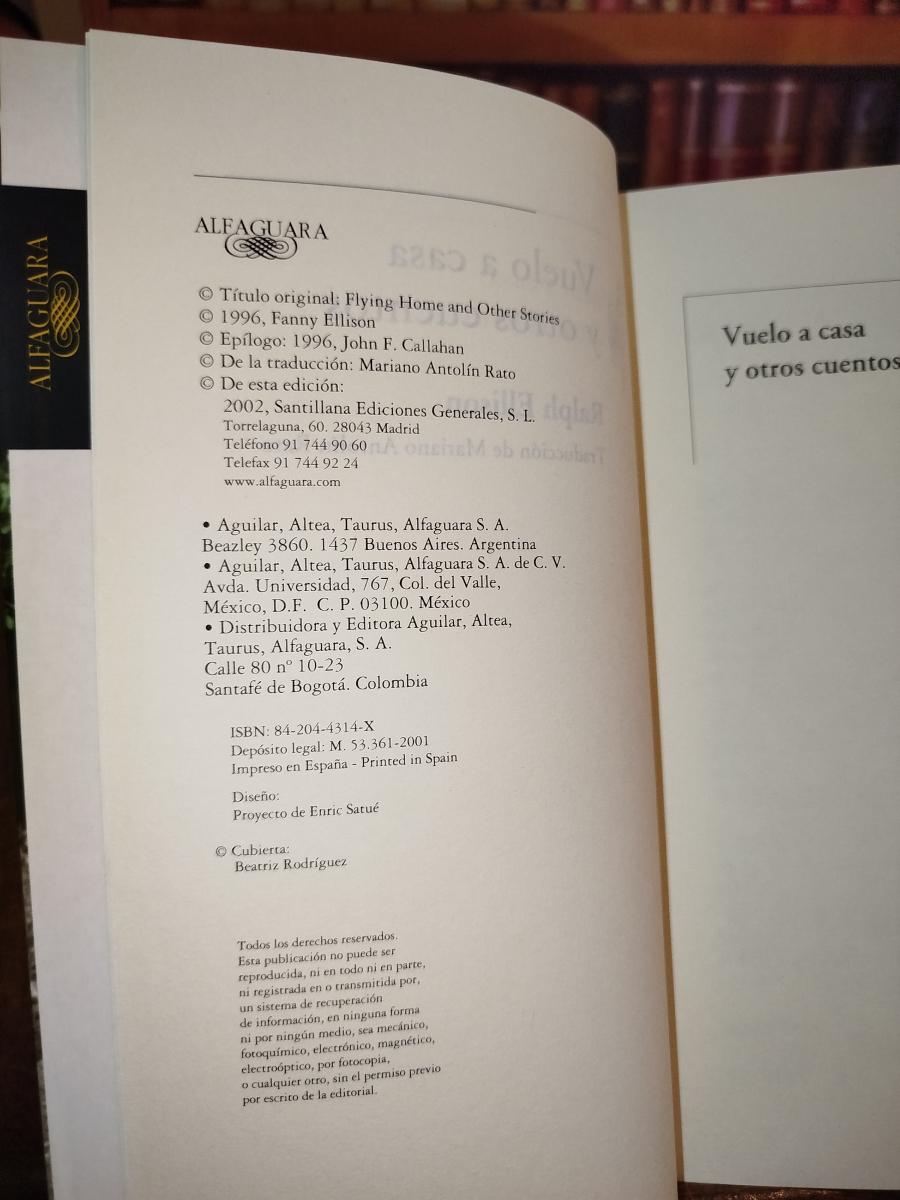 ALFAGUARA
ALFAGUARA
© Título original: Flying Home and Other Stories
© 1996, Fanny Ellison
© Epílogo: 1996, John F. Callahan
© De la traducción: Mariano Antolín Rato
© De esta edición:
2002, Santillana Ediciones Generales, S. L.
Torrelaguna, 60. 28043 Madrid
Teléfono 91 744 90 60
Telefax 91 744 92 24
www.alfaguara.com
• Aguilar, Altea, Taurus, Alfaguara S. A.
Beazley 3860. 1437 Buenos Aires. Argentina
• Aguilar, Altea, Taurus, Alfaguara S. A. de C. V.
Avda. Universidad, 767, Col. del Valle,
México, D.F. C. P. 03100. México
• Distribuidora y Editora Aguilar, Altea,
Taurus, Alfaguara, S. A.
Calle 80 nº 10-23
Santafé de Bogotá. Colombia
ISBN: 84-204-4314-X
Depósito legal: M. 53.361-2001
Impreso en España - Printed in Spain
Diseño:
Proyecto de Enric Satué
© Cubierta:
Beatriz Rodríguez
Todos los derechos reservados.
Esta publicación no puede ser
reproducida, ni en todo ni en parte,
ni registrada en o transmitida por,
un sistema de recuperación
de información, en ninguna forma
ni por ningún medio, sea mecánico,
fotoquímico, electrónico, magnético,
electroóptico, por fotocopia,
o cualquier otro, sin el permiso previo
por escrito de la editorial.
Vuelo a casa
y otros cuentos